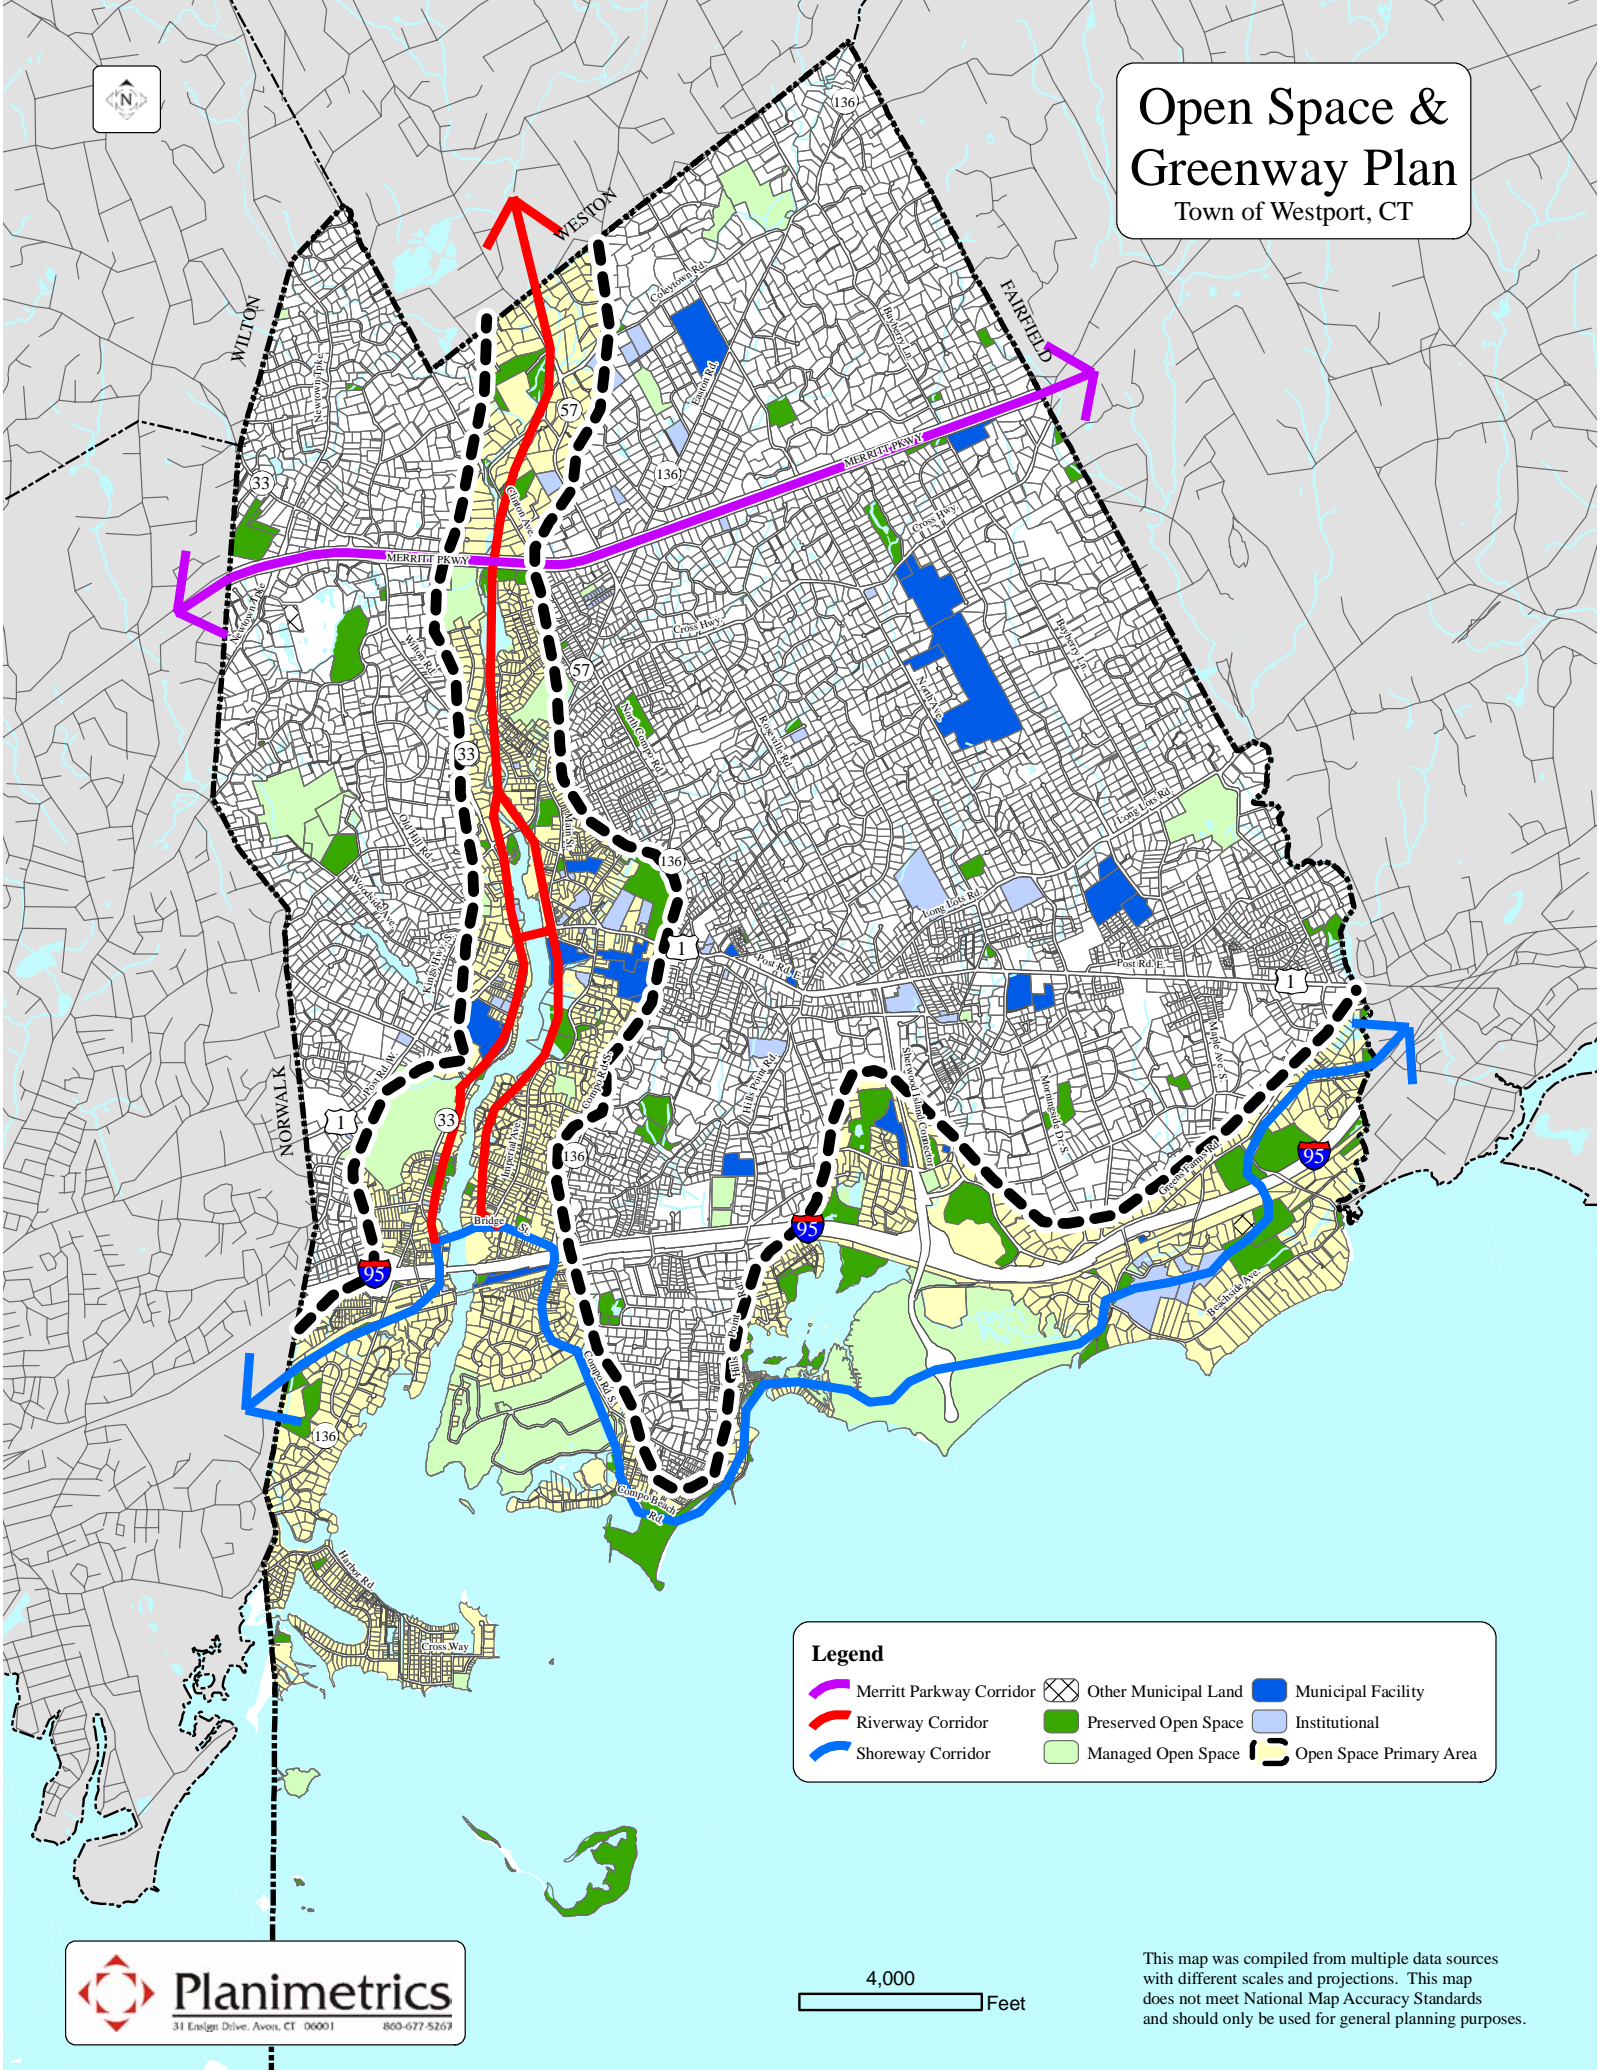 Open Space &
Greenway Plan
Town of Westport, CT
N
136
WESTON
WILTON
FAIRFIELD
Coleytown Rd.
Bayberry Ln.
Newtown Tpke.
Easton Rd.
57
136
33
MERRITT PKWY
Clinton Ave.
Cross Hwy.
MERRITT PKWY
Newtown Tpke.
Cross Hwy.
Wilton Rd.
Bayberry Ln.
57
North Ave.
North Compo Rd.
Roseville Rd.
33
Long Lots Rd.
Main St.
Old Hill Rd.
136
Woodside Ave.
Long Lots Rd.
Kings Hwy. N.
1
Post Rd. E.
Post Rd. E.
1
Maple Ave. S.
Post Rd. W.
Compo Rd. S.
Hills Point Rd.
Sherwood Island Connector
Morningside Dr. S.
NORWALK
1
33
Imperial Ave.
136
Greens Farms Rd.
95
Bridge St.
95
95
Beachside Ave.
Hills Point Rd.
Compo Rd. S.
136
Compo Beach
Rd.
Harbor Rd.
Cross Way
Legend
Merritt Parkway Corridor
Other Municipal Land
Municipal Facility
Riverway Corridor
Preserved Open Space
Institutional
Shoreway Corridor
Managed Open Space
Open Space Primary Area
Planimetrics
31 Ensign Drive, Avon, CT 06001 860-677-5267
4,000
Feet
This map was compiled from multiple data sources
with different scales and projections. This map
does not meet National Map Accuracy Standards
and should only be used for general planning purposes.